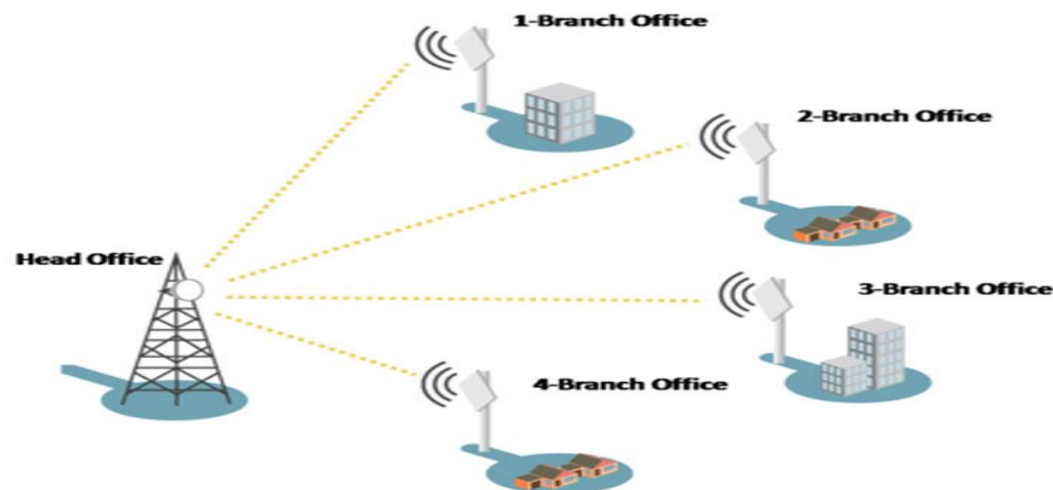 1-Branch Office
2-Branch Office
Head Office
3-Branch Office
4-Branch Office